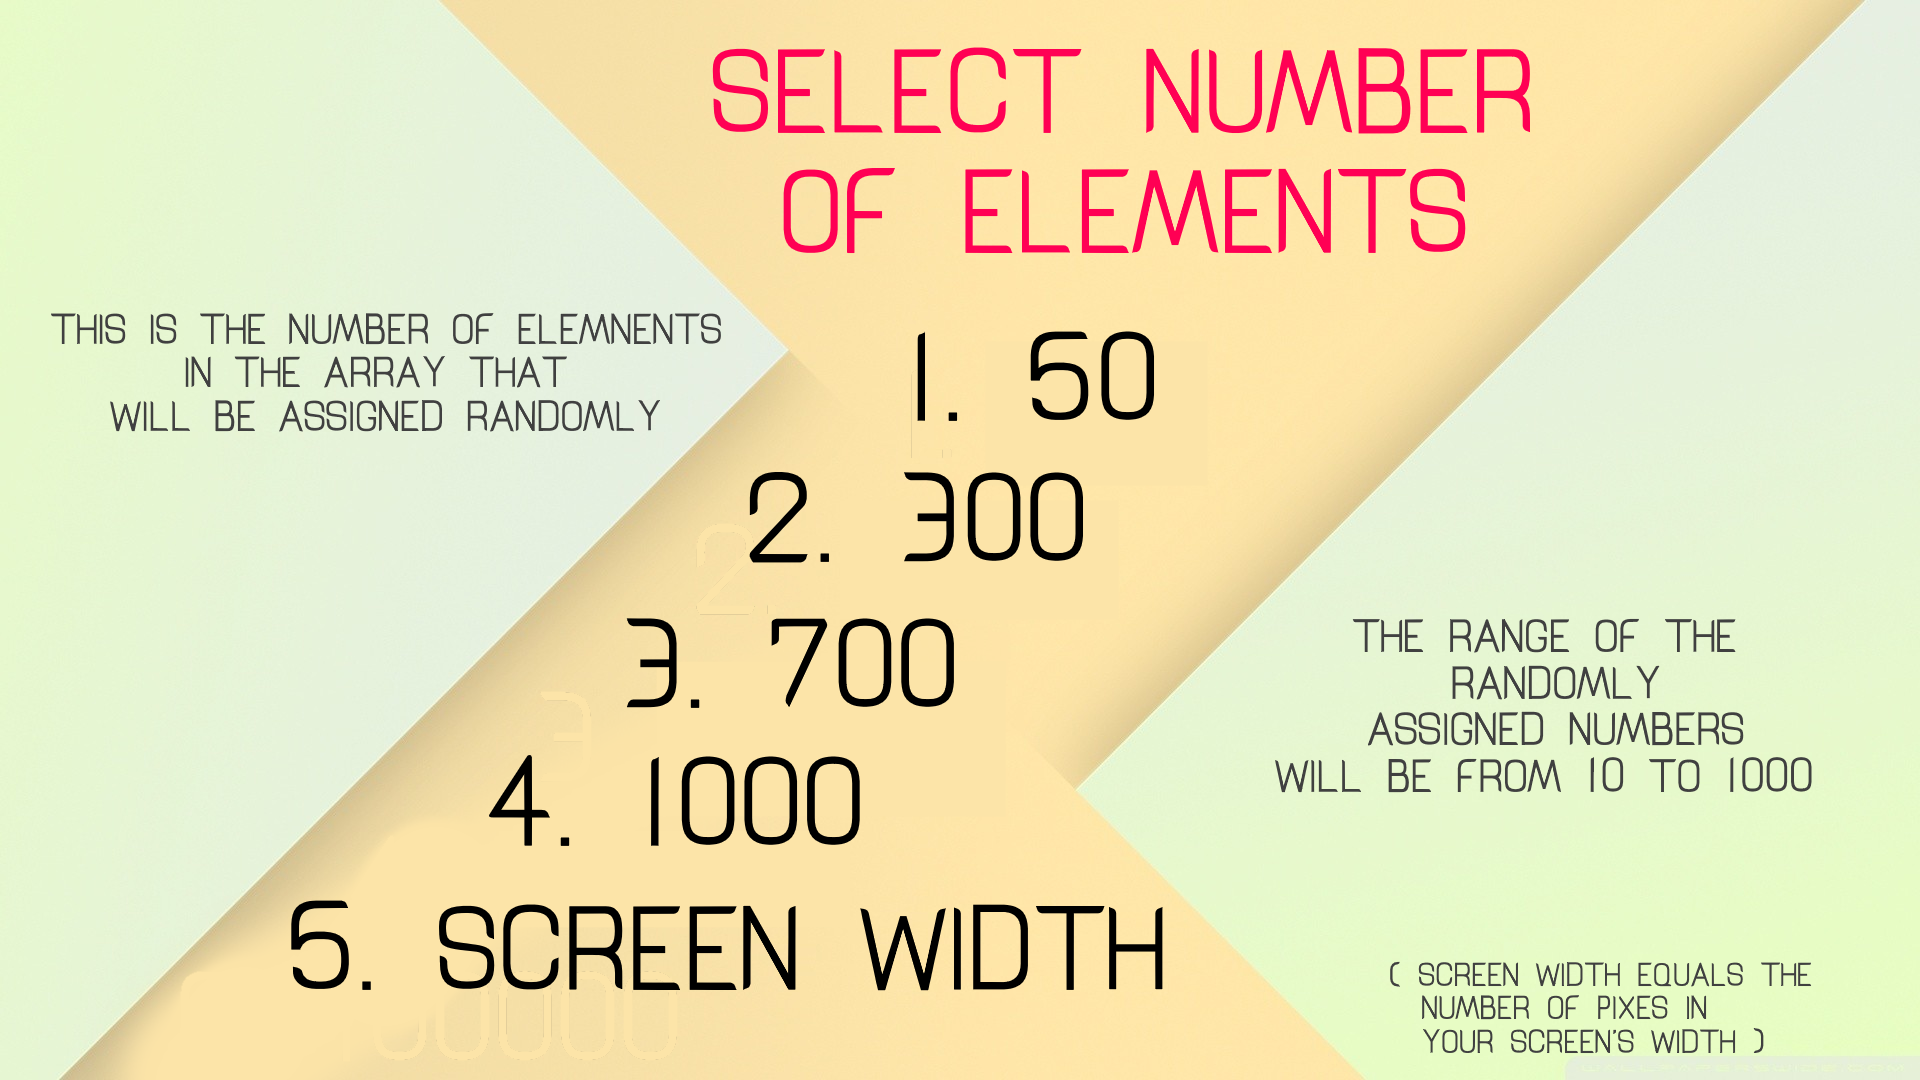 SELECT NUMBER
OF ELEMENTS
THIS IS THE NUMBER OF ELEMNENTS
IN THE ARRAY THAT
WILL BE ASSIGNED RANDOMLY
1. 50
2. 300
3. 700
4. 1000
5. SCREEN WIDTH
THE RANGE OF THE
RANDOMLY
ASSIGNED NUMBERS
WILL BE FROM 10 TO 1000
( SCREEN WIDTH EQUALS THE
NUMBER OF PIXES IN
YOUR SCREEN'S WIDTH )